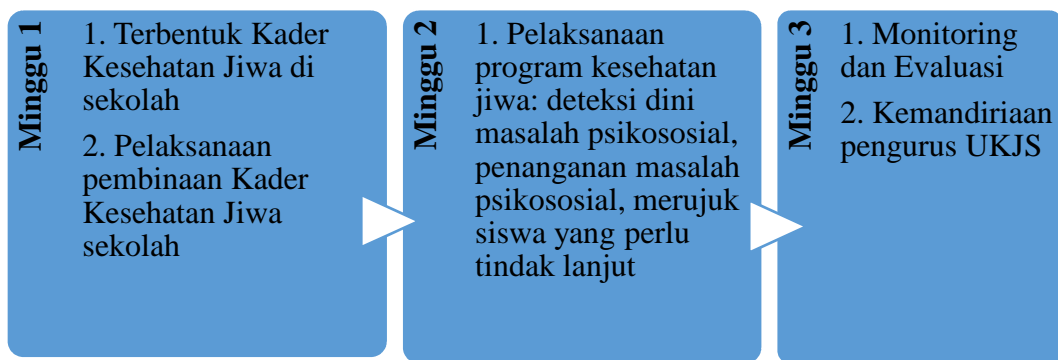 Minggu 1
1. Terbentuk Kader
Kesehatan Jiwa di
sekolah
2. Pelaksanaan
pembinaan Kader
Kesehatan Jiwa
sekolah
Minggu 2
1. Pelaksanaan
program kesehatan
jiwa: deteksi dini
masalah psikososial,
penanganan masalah
psikososial, merujuk
siswa yang perlu
tindak lanjut
Minggu 3
1. Monitoring
dan Evaluasi
2. Kemandiriaan
pengurus UKJS